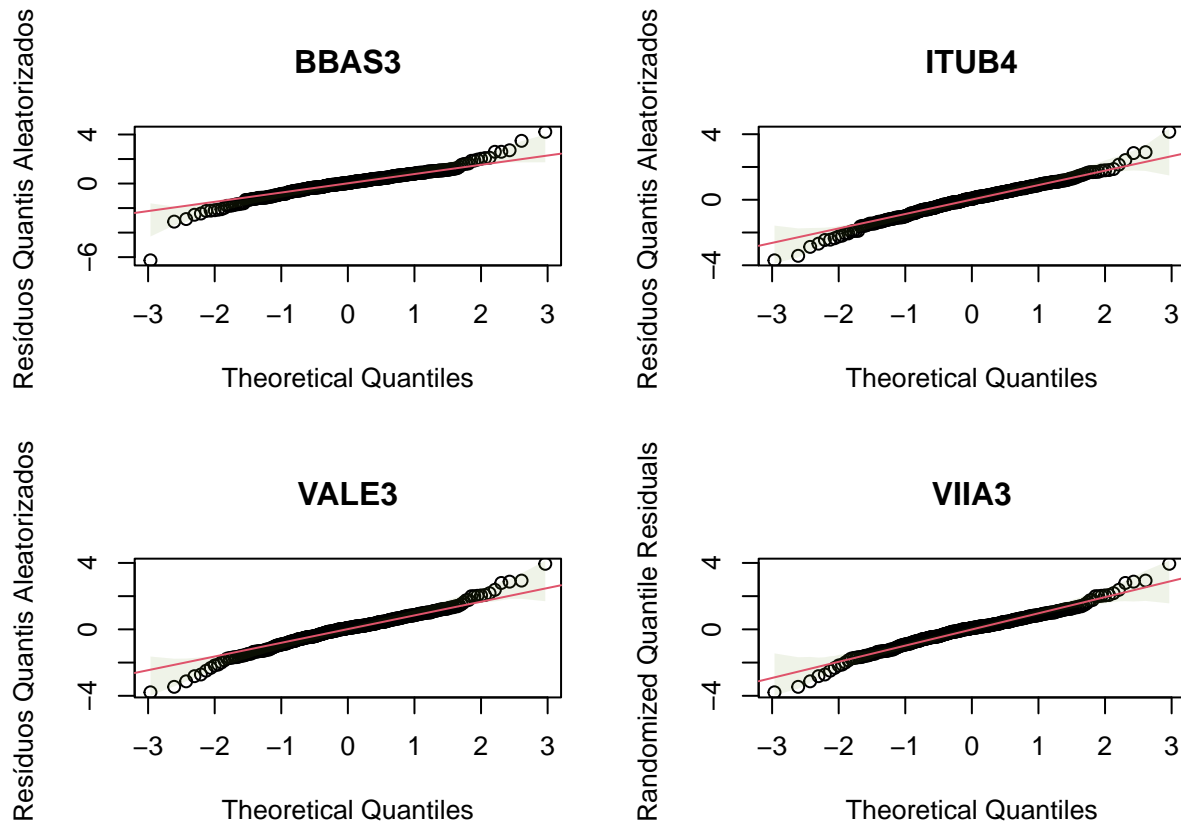 BBAS3
Resíduos Quantis Aleatorizados
4
0
−6
−3 −2 −1 0 1 2 3
Theoretical Quantiles
ITUB4
Resíduos Quantis Aleatorizados
4
0
−4
−3 −2 −1 0 1 2 3
Theoretical Quantiles
VALE3
Resíduos Quantis Aleatorizados
4
0
−4
−3 −2 −1 0 1 2 3
Theoretical Quantiles
VIIA3
Randomized Quantile Residuals
4
0
−4
−3 −2 −1 0 1 2 3
Theoretical Quantiles